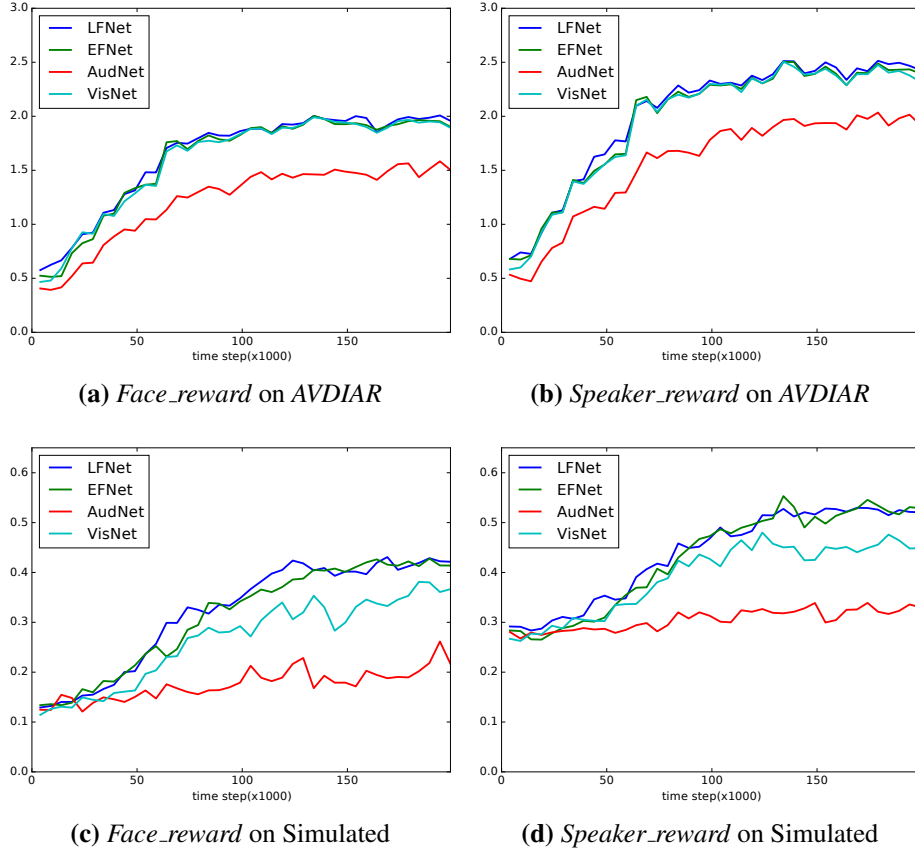 3.0
2.5
2.0
1.5
1.0
0.5
0.0
LFNet
EFNet
AudNet
VisNet
0 50 100 150
time step(x1000)
(a) Face_reward on AVDIAR
3.0
2.5
2.0
1.5
1.0
0.5
0.0
LFNet
EFNet
AudNet
VisNet
0 50 100 150
time step(x1000)
(b) Speaker_reward on AVDIAR
0.6
0.5
0.4
0.3
0.2
0.1
0.0
LFNet
EFNet
AudNet
VisNet
0 50 100 150
time step(x1000)
(c) Face_reward on Simulated
0.6
0.5
0.4
0.3
0.2
0.1
0.0
LFNet
EFNet
AudNet
VisNet
0 50 100 150
time step(x1000)
(d) Speaker_reward on Simulated